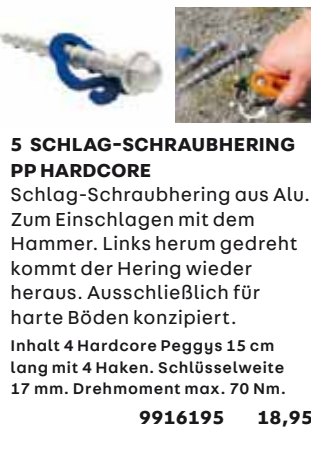 5 SCHLAG-SCHRAUBHERING
PP HARDCORE
Schlag-Schraubhering aus Alu.
Zum Einschlagen mit dem
Hammer. Links herum gedreht
kommt der Hering wieder
heraus. Ausschließlich für
harte Böden konzipiert.
Inhalt 4 Hardcore Peggys 15 cm
lang mit 4 Haken. Schlüsselweite
17 mm. Drehmoment max. 70 Nm.
9916195 18,95